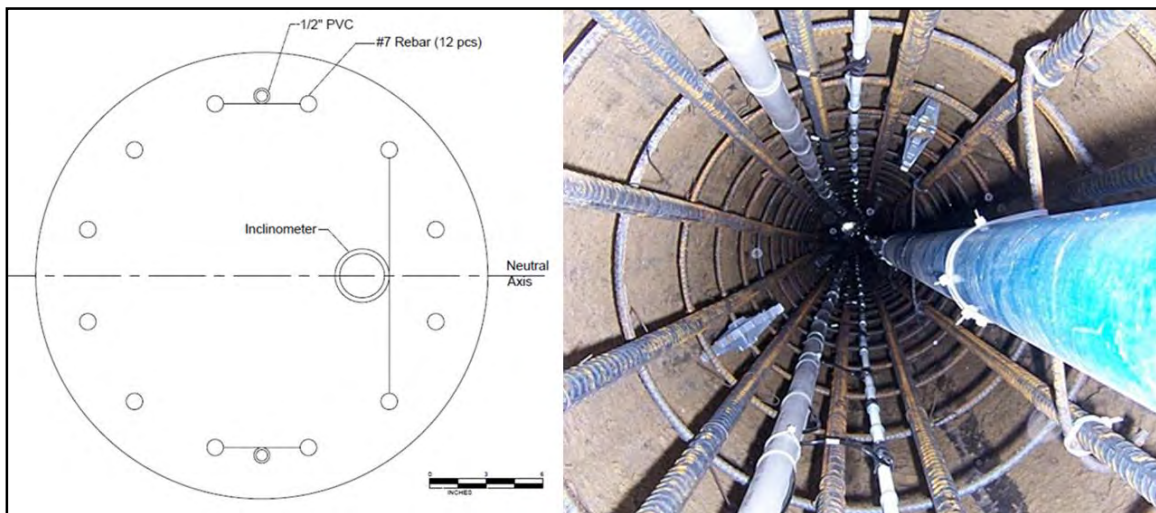 1/2" PVC
#7 Rebar (12 pcs)
Inclinometer
Neutral
Axis
0 3 6
INCHES